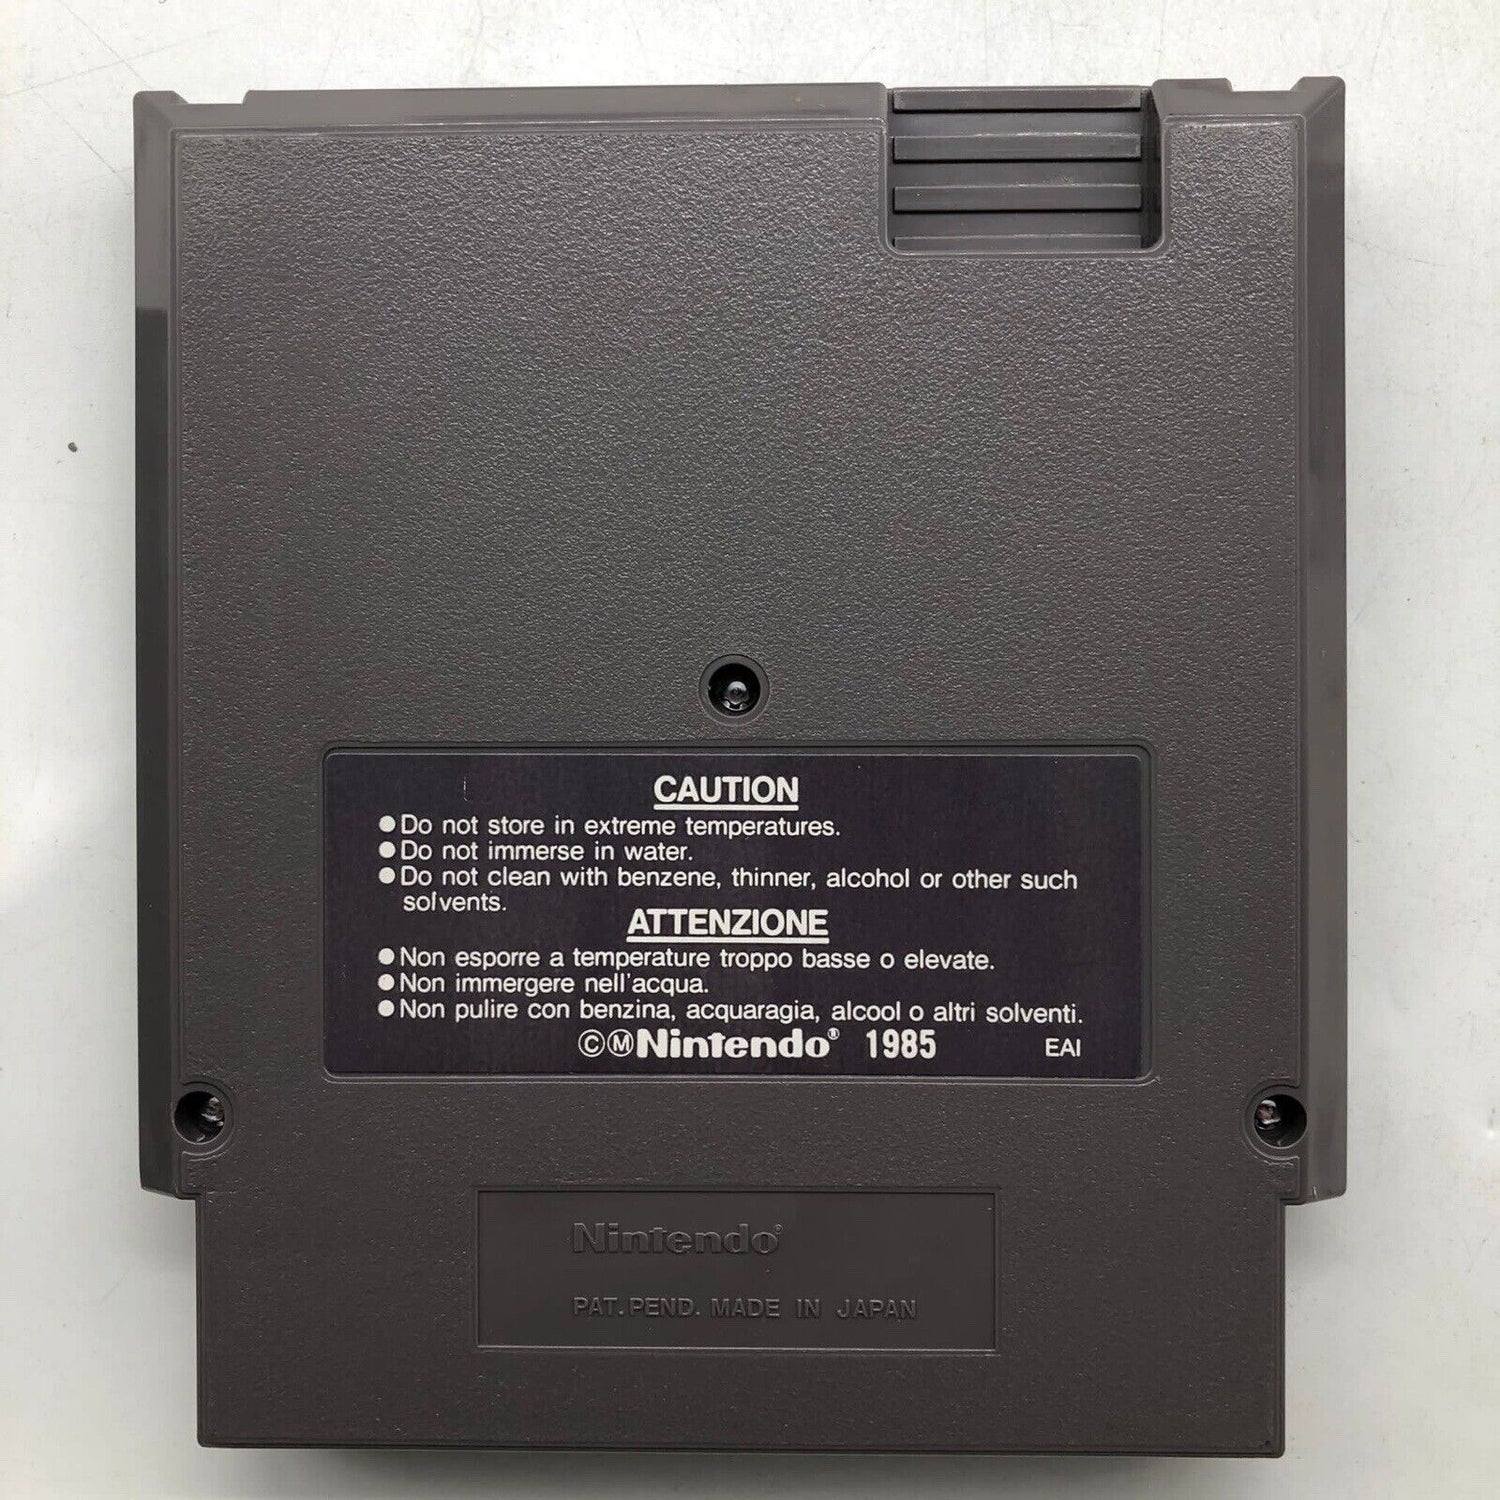 CAUTION
●Do not store in extreme temperatures.
●Do not immerse in water.
●Do not clean with benzene, thinner, alcohol or other such
solvents.
ATTENZIONE
●Non esporre a temperature troppo basse o elevate.
●Non immergere nell'acqua.
●Non pulire con benzina, acquaragia, alcool o altri solventi.
©ⓂNintendo® 1985 EAI
Nintendo®
PAT. PEND. MADE IN JAPAN